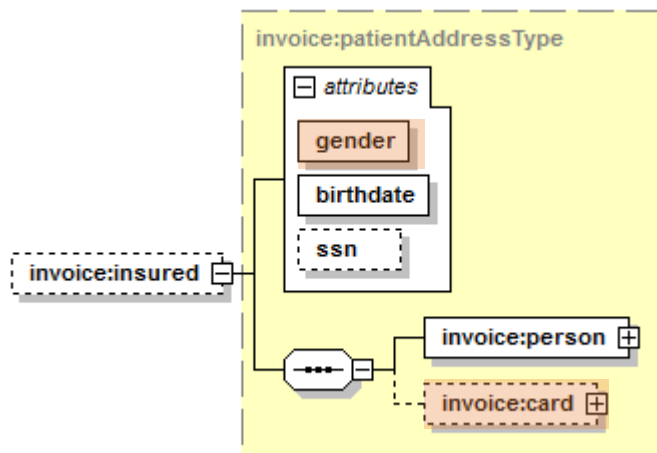 invoice:patientAddressType
attributes
gender
birthdate
ssn
invoice:insured
invoice:person
invoice:card